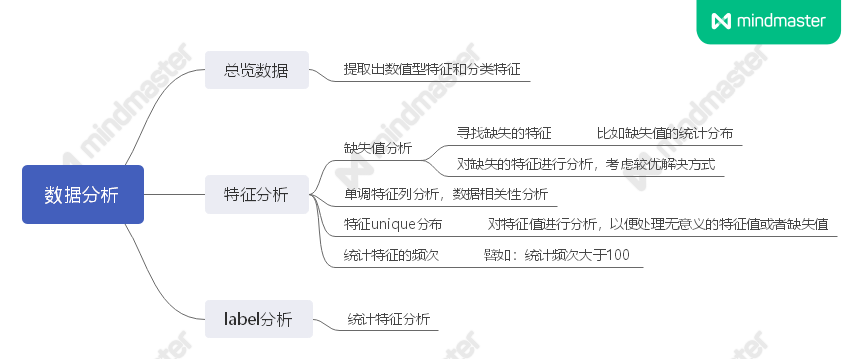 mindmaster
总览数据
提取出数值型特征和分类特征
数据分析
特征分析
缺失值分析
寻找缺失的特征 比如缺失值的统计分布
对缺失的特征进行分析，考虑较优解决方式
单调特征列分析，数据相关性分析
特征unique分布 对特征值进行分析，以便处理无意义的特征值或者缺失值
统计特征的频次 譬如：统计频次大于100
label分析
统计特征分析
mindmaster
mindmaster
mindmaster
mindmaster
mindmaster
mindmaster